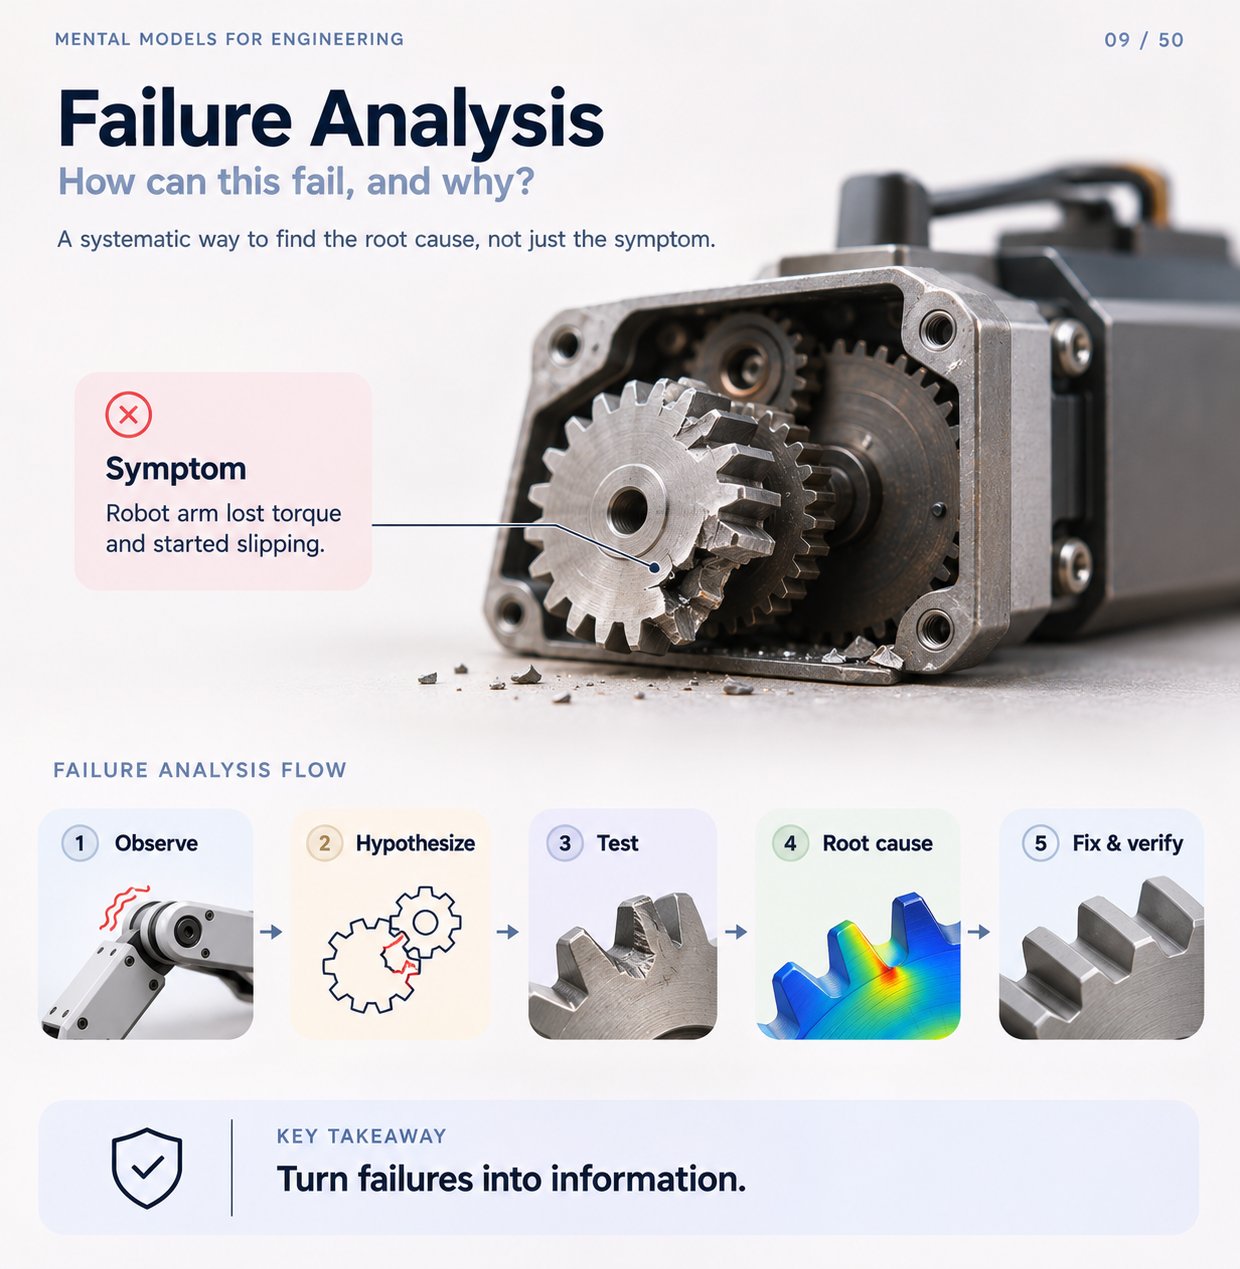 MENTAL MODELS FOR ENGINEERING
09 / 50
Failure Analysis
How can this fail, and why?
A systematic way to find the root cause, not just the symptom.
Symptom
Robot arm lost torque
and started slipping.
FAILURE ANALYSIS FLOW
1 Observe
2 Hypothesize
3 Test
4 Root cause
5 Fix & verify
KEY TAKEAWAY
Turn failures into information.